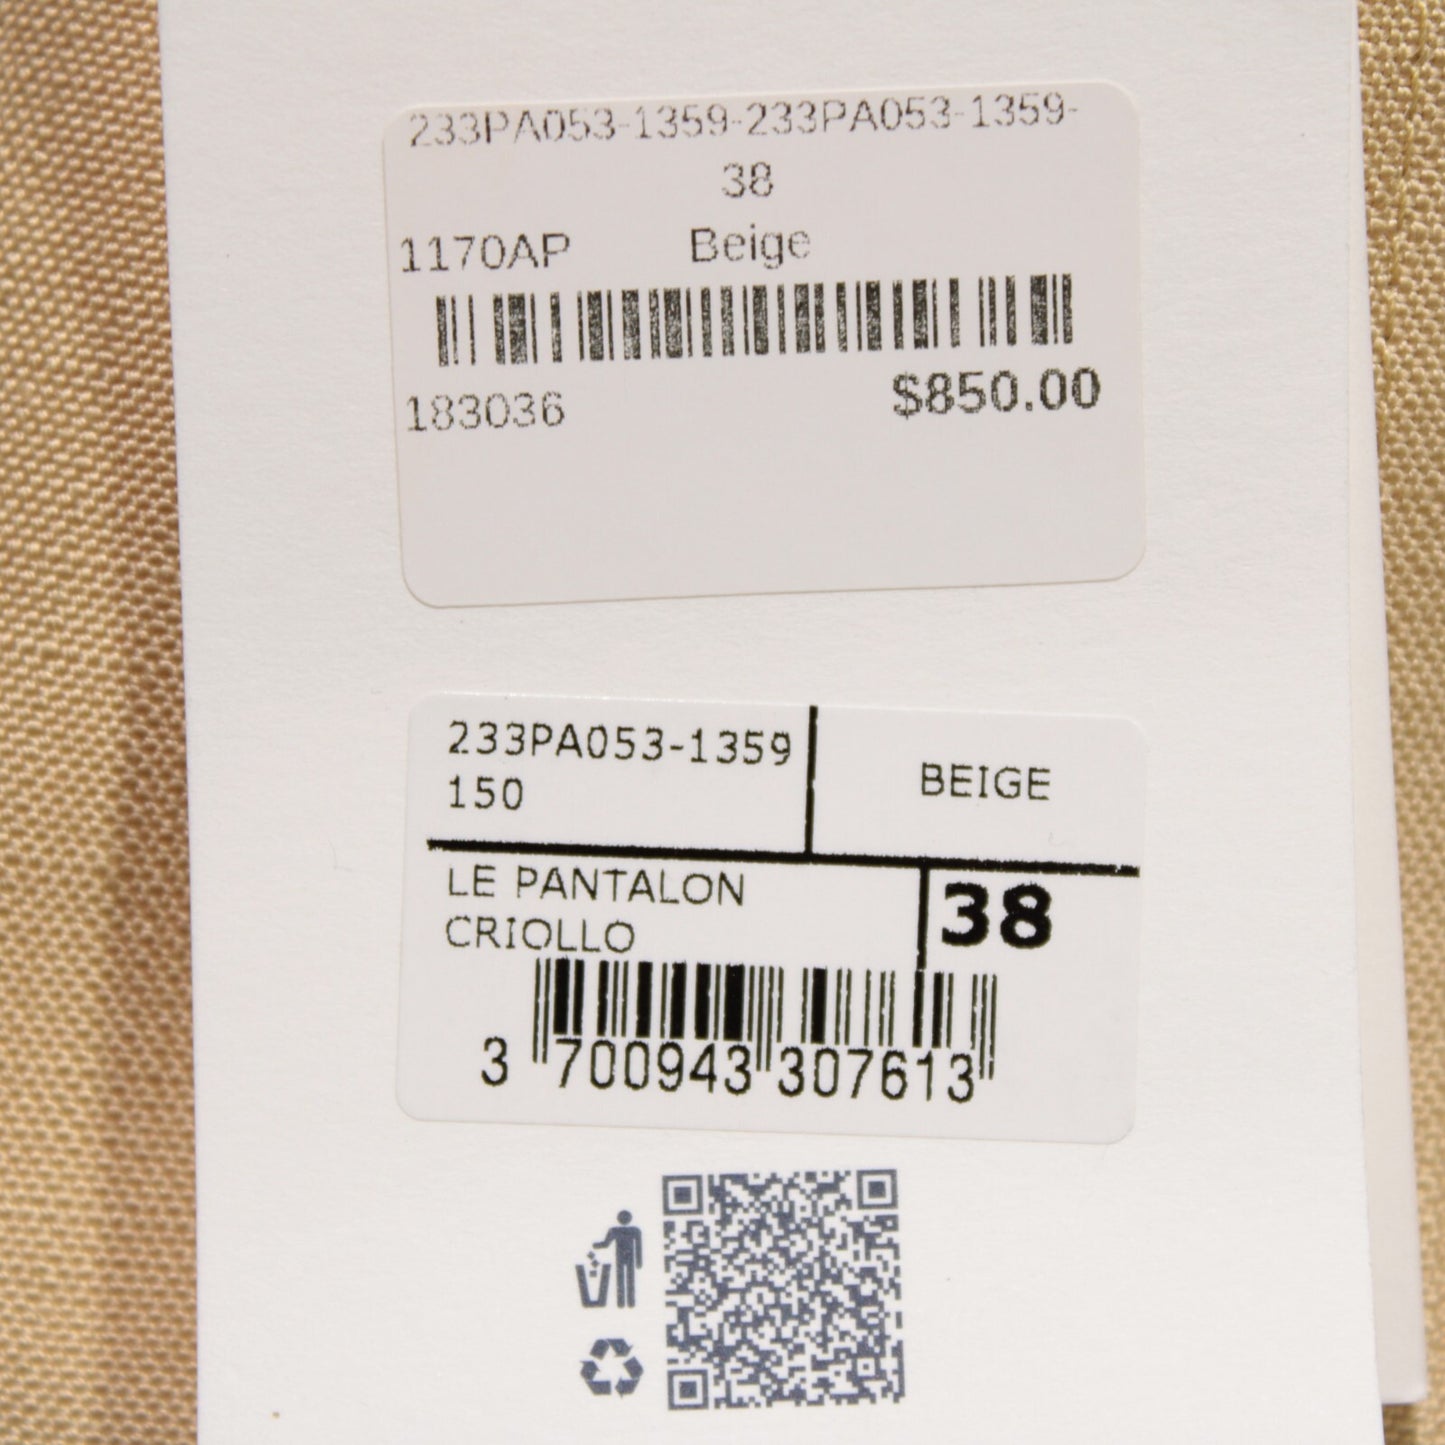 233PA053-1359-233PA053-1359-
38
1170AP Beige
183036 $850.00
233PA053-1359
150
BEIGE
LE PANTALON
CRIOLLO
38
3 700943 307613